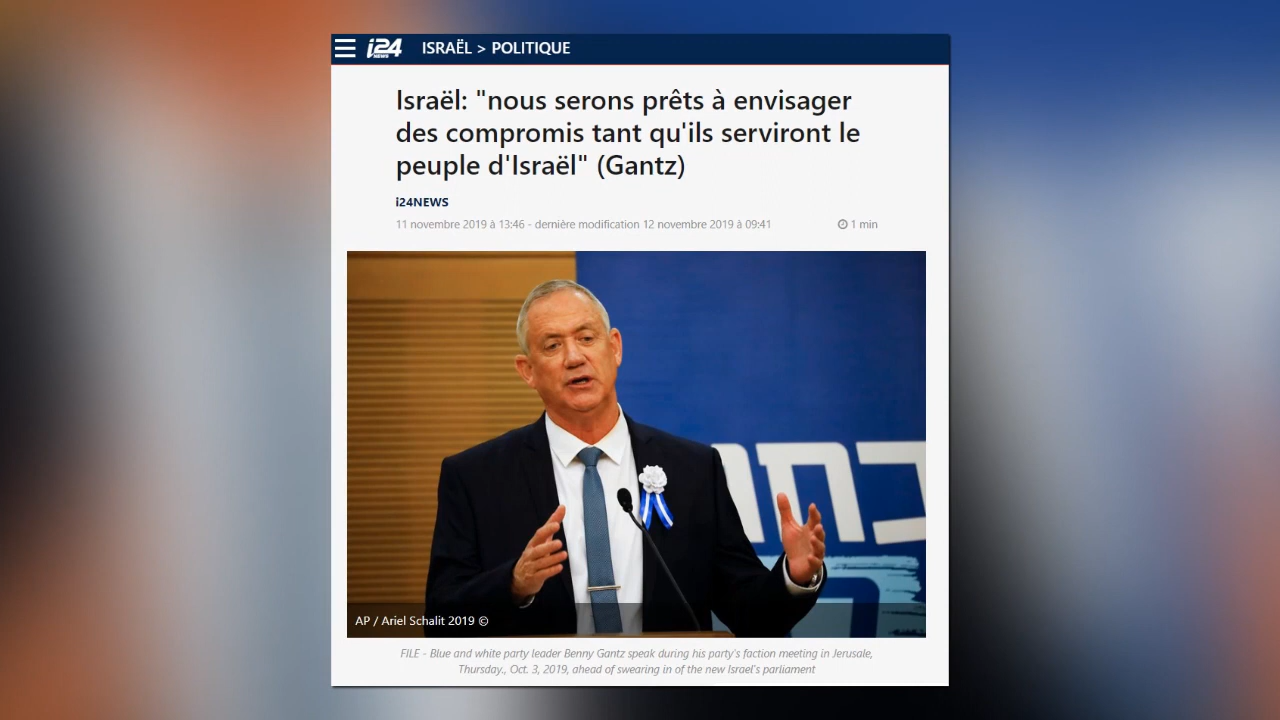 i24 NEWS ISRAËL > POLITIQUE
Israël: "nous serons prêts à envisager
des compromis tant qu'ils serviront le
peuple d'Israël" (Gantz)
i24NEWS
11 novembre 2019 à 13:46 - dernière modification 12 novembre 2019 à 09:41 1 min
כחו
AP / Ariel Schalit 2019 ©
FILE - Blue and white party leader Benny Gantz speak during his party's faction meeting in Jerusale,
Thursday., Oct. 3, 2019, ahead of swearing in of the new Israel's parliament